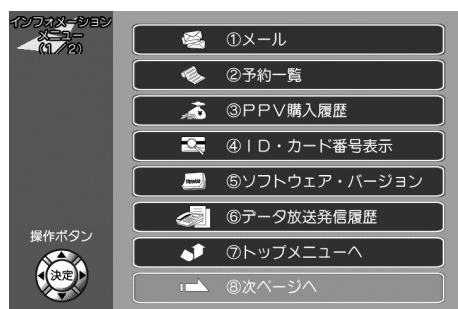 インフォメーション
メニュー
(1/2)
①メール
②予約一覧
③PPV購入履歴
④ID・カード番号表示
⑤ソフトウェア・バージョン
⑥データ放送発信履歴
⑦トップメニューへ
⑧次ページへ
操作ボタン
決定